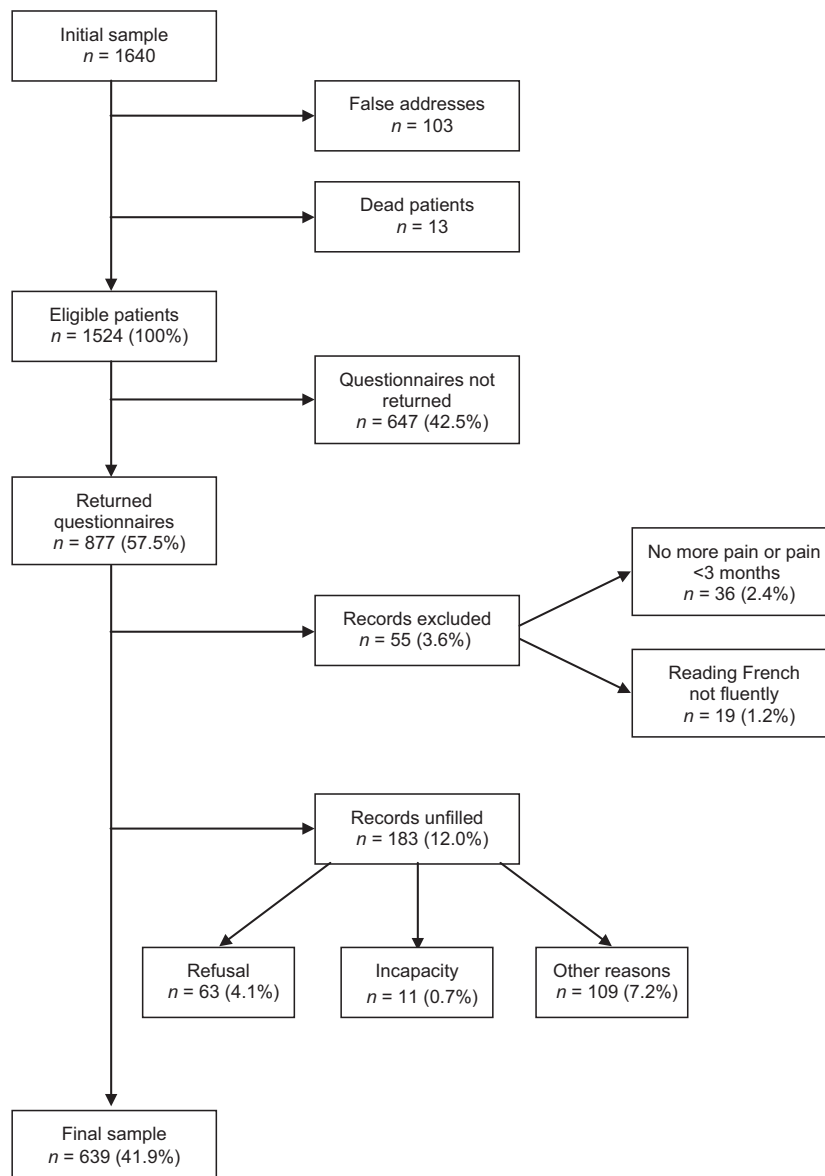 Initial sample
n = 1640
False addresses
n = 103
Dead patients
n = 13
Eligible patients
n = 1524 (100%)
Questionnaires not
returned
n = 647 (42.5%)
Returned
questionnaires
n = 877 (57.5%)
No more pain or pain
<3 months
n = 36 (2.4%)
Records excluded
n = 55 (3.6%)
Reading French
not fluently
n = 19 (1.2%)
Records unfilled
n = 183 (12.0%)
Refusal
n = 63 (4.1%)
Incapacity
n = 11 (0.7%)
Other reasons
n = 109 (7.2%)
Final sample
n = 639 (41.9%)